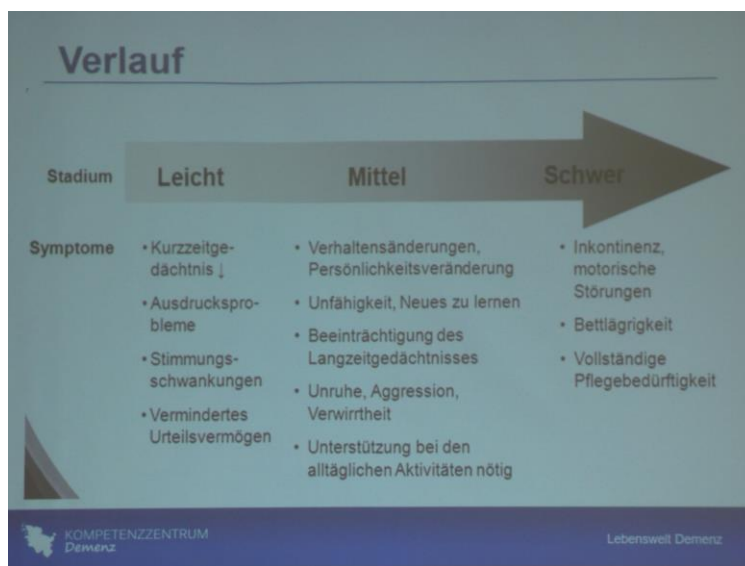 Verlauf
Stadium
Leicht
Mittel
Schwer
Symptome
• Kurzzeitge-
dächtnis ↓
• Ausdruckspro-
bleme
• Stimmungs-
schwankungen
• Vermindertes
Urteilsvermögen
• Verhaltensänderungen,
Persönlichkeitsveränderung
• Unfähigkeit, Neues zu lernen
• Beeinträchtigung des
Langzeitgedächtnisses
• Unruhe, Aggression,
Verwirrtheit
• Unterstützung bei den
alltäglichen Aktivitäten nötig
• Inkontinenz,
motorische
Störungen
• Bettlägrigkeit
• Vollständige
Pflegebedürftigkeit
KOMPETENZZENTRUM
Demenz
Lebenswelt Demenz